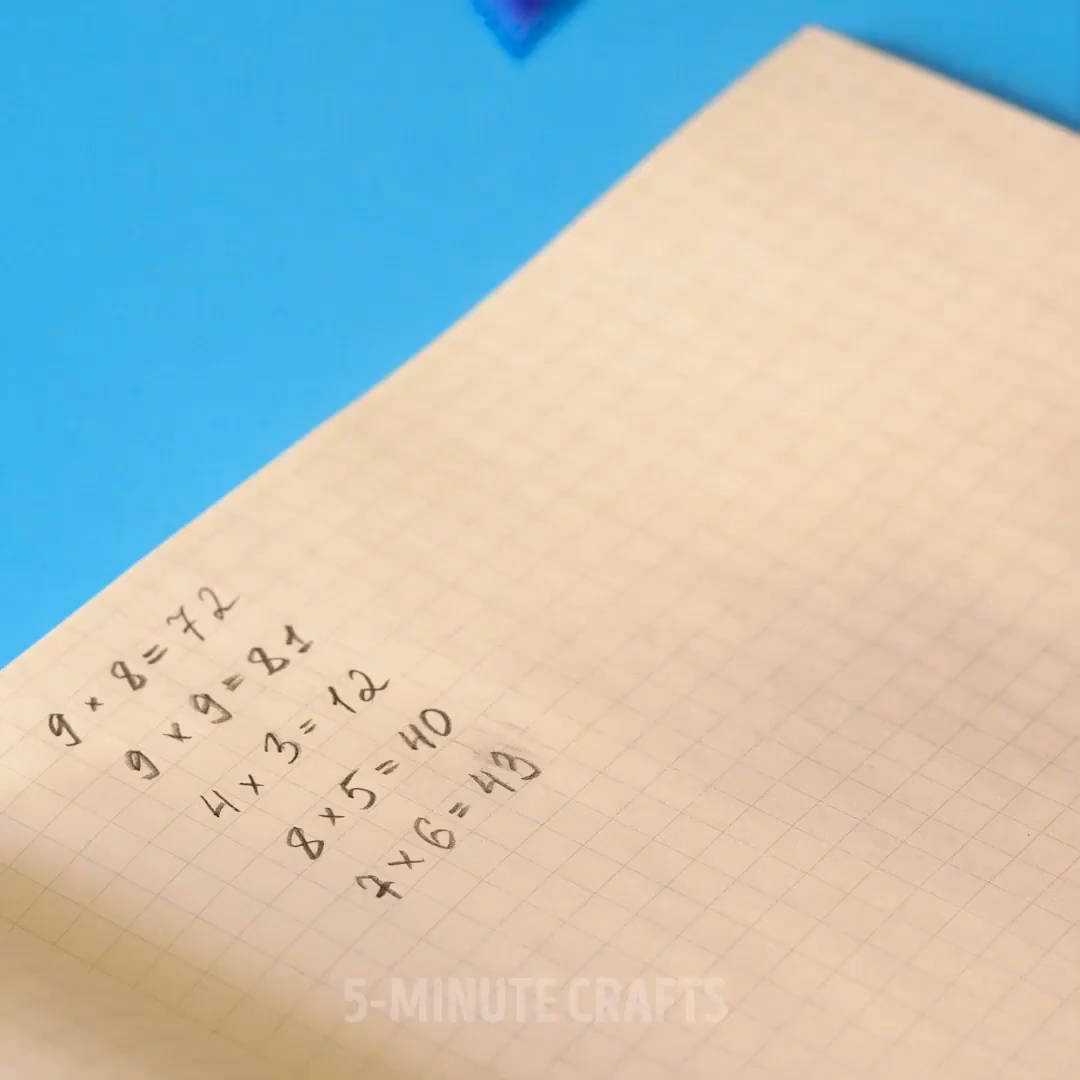 9 × 8 = 72
9 × 9 = 81
4 × 3 = 12
8 × 5 = 40
7 × 6 = 43
5-MINUTE CRAFTS